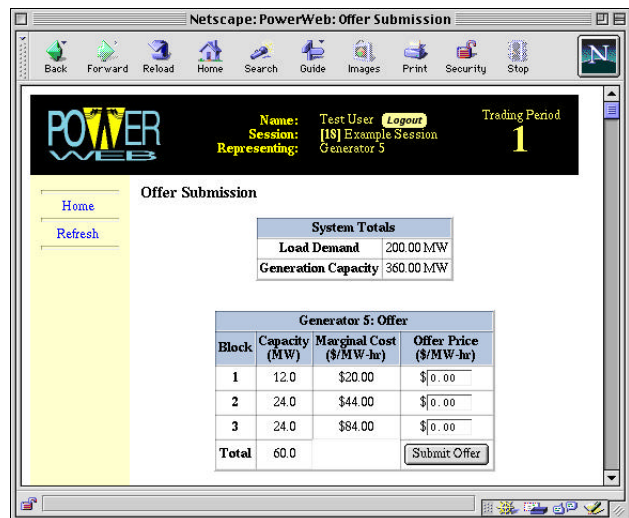 Netscape: PowerWeb: Offer Submission
Back Forward Reload Home Search Guide Images Print Security Stop
N
POWER
WEB
Name: Test User Logout
Session: [18] Example Session
Representing: Generator 5
Trading Period
1
Home
Refresh
Offer Submission
System Totals
Load Demand 200.00 MW
Generation Capacity 360.00 MW
Generator 5: Offer
Block Capacity (MW) Marginal Cost ($/MW-hr) Offer Price ($/MW-hr)
1 12.0 $20.00 $0.00
2 24.0 $44.00 $0.00
3 24.0 $84.00 $0.00
Total 60.0 Submit Offer